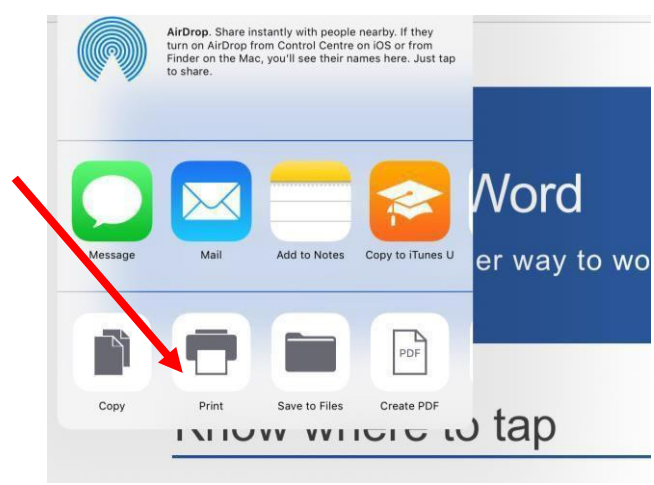 AirDrop. Share instantly with people nearby. If they
turn on AirDrop from Control Centre on iOS or from
Finder on the Mac, you'll see their names here. Just tap
to share.
Word
er way to wo
Message Mail Add to Notes Copy to iTunes U
PDF
Copy Print Save to Files Create PDF
Know where to tap